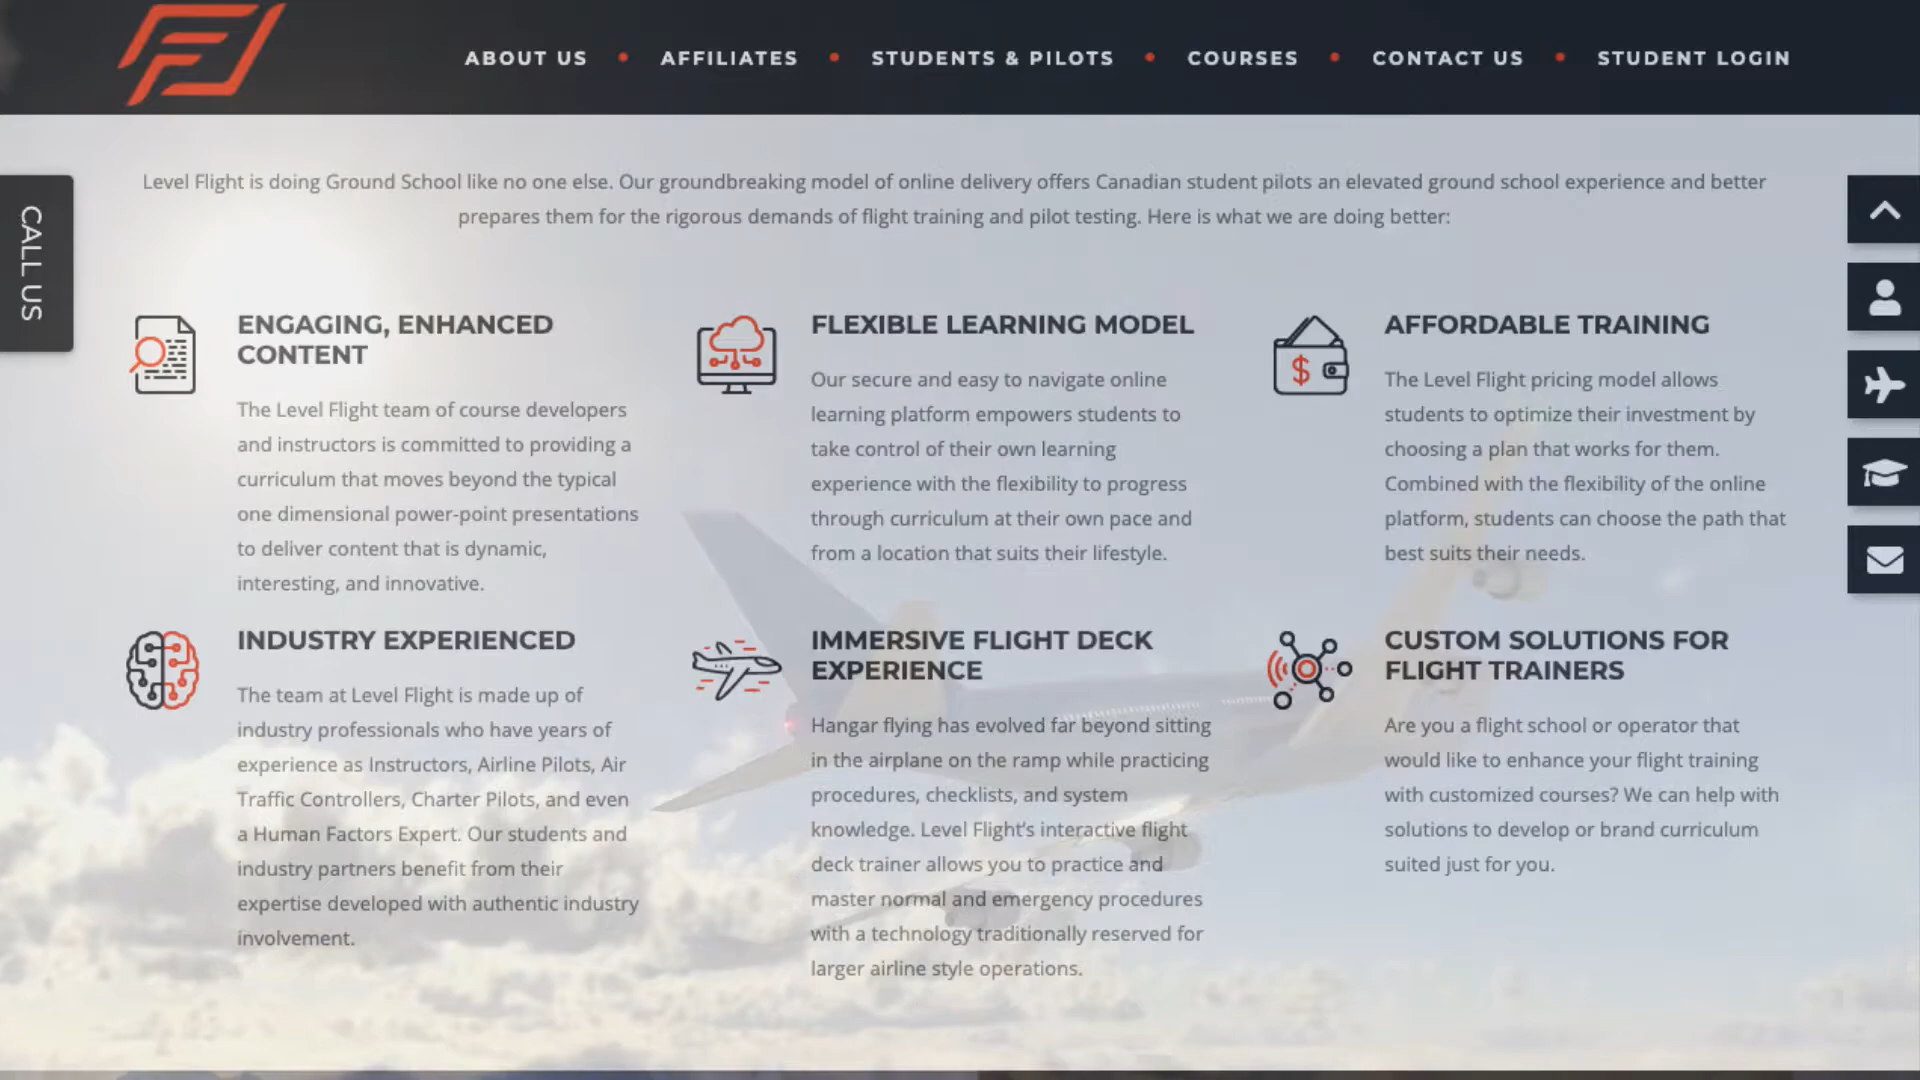 ABOUT US
AFFILIATES
STUDENTS & PILOTS
COURSES
CONTACT US
STUDENT LOGIN
CALL US
Level Flight is doing Ground School like no one else. Our groundbreaking model of online delivery offers Canadian student pilots an elevated ground school experience and better
prepares them for the rigorous demands of flight training and pilot testing. Here is what we are doing better:
ENGAGING, ENHANCED
CONTENT
The Level Flight team of course developers
and instructors is committed to providing a
curriculum that moves beyond the typical
one dimensional power-point presentations
to deliver content that is dynamic,
interesting, and innovative.
FLEXIBLE LEARNING MODEL
Our secure and easy to navigate online
learning platform empowers students to
take control of their own learning
experience with the flexibility to progress
through curriculum at their own pace and
from a location that suits their lifestyle.
AFFORDABLE TRAINING
The Level Flight pricing model allows
students to optimize their investment by
choosing a plan that works for them.
Combined with the flexibility of the online
platform, students can choose the path that
best suits their needs.
INDUSTRY EXPERIENCED
The team at Level Flight is made up of
industry professionals who have years of
experience as Instructors, Airline Pilots, Air
Traffic Controllers, Charter Pilots, and even
a Human Factors Expert. Our students and
industry partners benefit from their
expertise developed with authentic industry
involvement.
IMMERSIVE FLIGHT DECK
EXPERIENCE
Hangar flying has evolved far beyond sitting
in the airplane on the ramp while practicing
procedures, checklists, and system
knowledge. Level Flight's interactive flight
deck trainer allows you to practice and
master normal and emergency procedures
with a technology traditionally reserved for
larger airline style operations.
CUSTOM SOLUTIONS FOR
FLIGHT TRAINERS
Are you a flight school or operator that
would like to enhance your flight training
with customized courses? We can help with
solutions to develop or brand curriculum
suited just for you.